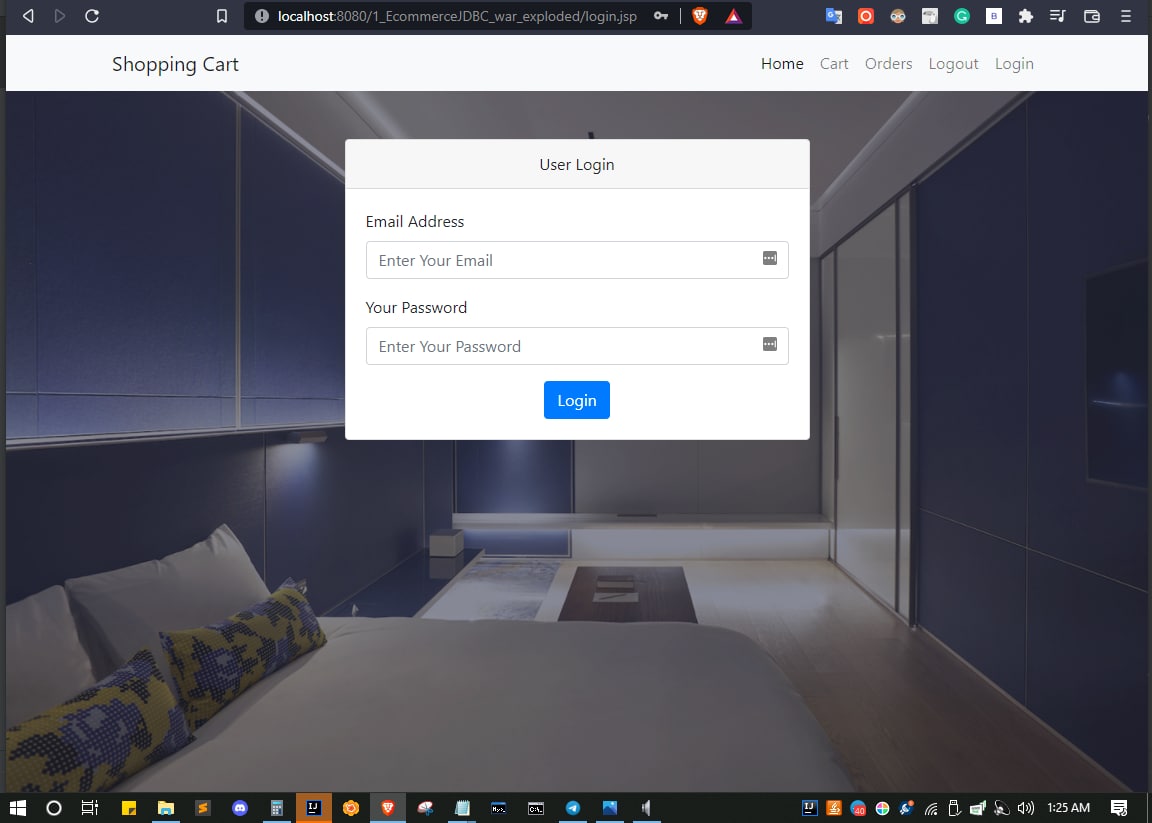 localhost:8080/1_EcommerceJDBC_war_exploded/login.jsp
Shopping Cart
Home Cart Orders Logout Login
User Login
Email Address
Enter Your Email
Your Password
Enter Your Password
Login
1:25 AM